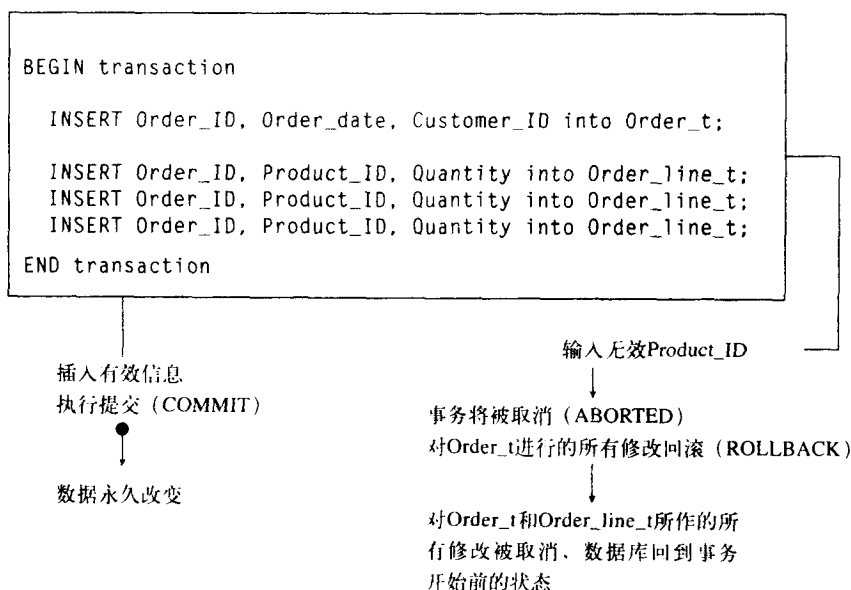 BEGIN transaction
INSERT Order_ID, Order_date, Customer_ID into Order_t;
INSERT Order_ID, Product_ID, Quantity into Order_line_t;
INSERT Order_ID, Product_ID, Quantity into Order_line_t;
INSERT Order_ID, Product_ID, Quantity into Order_line_t;
END transaction
插入有效信息
执行提交（COMMIT）
数据永久改变
输入无效Product_ID
事务将被取消（ABORTED）
对Order_t进行的所有修改回滚（ROLLBACK）
对Order_t和Order_line_t所作的所
有修改被取消、数据库回到事务
开始前的状态